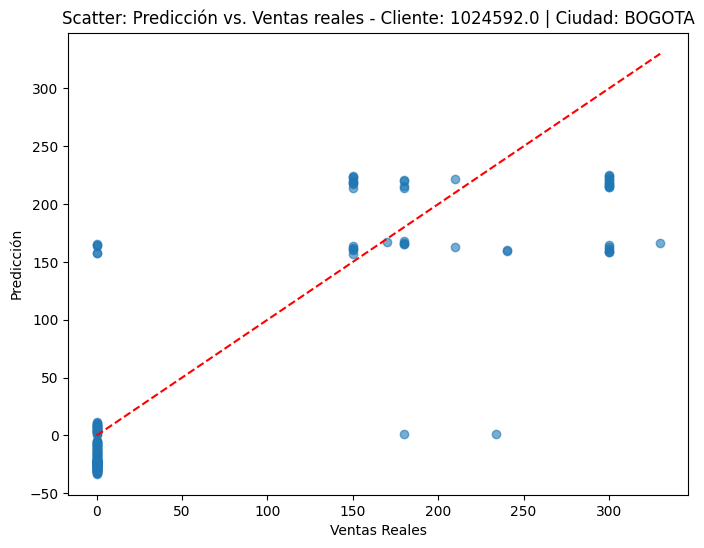 Scatter: Predicción vs. Ventas reales - Cliente: 1024592.0 | Ciudad: BOGOTA
300
250
200
150
100
50
0
−50
Predicción
0 50 100 150 200 250 300
Ventas Reales